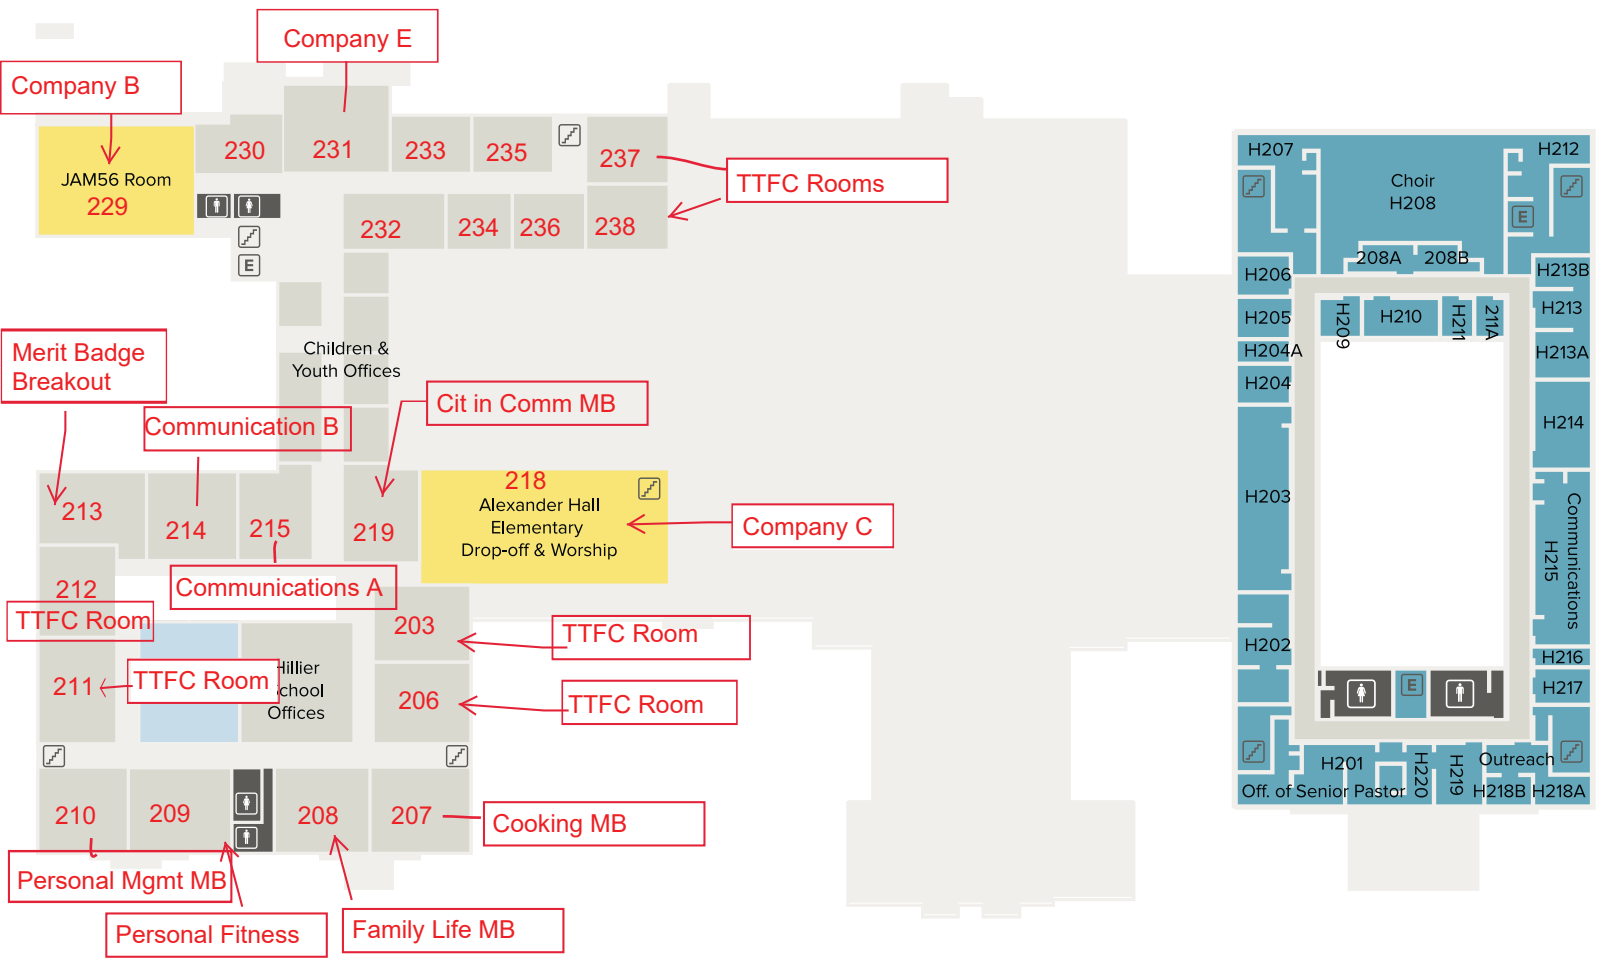 Company E
Company B
JAM56 Room
229
230
231
233
235
237
TTFC Rooms
232
234
236
238
E
Children &
Youth Offices
Merit Badge
Breakout
Cit in Comm MB
Communication B
213
214
215
219
218
Alexander Hall
Elementary
Drop-off & Worship
Company C
Communications A
212
TTFC Room
203
TTFC Room
211
TTFC Room
Hillier
School
Offices
206
TTFC Room
210
209
208
207
Cooking MB
Personal Mgmt MB
Personal Fitness
Family Life MB
H207
Choir
H208
H212
E
208A
208B
H206
H213B
H205
H209
H210
H211
211A
H213
H204A
H213A
H204
H214
H203
Communications
H215
H202
H216
E
H217
H201
H220
H219
Outreach
Off. of Senior Pastor
H218B
H218A